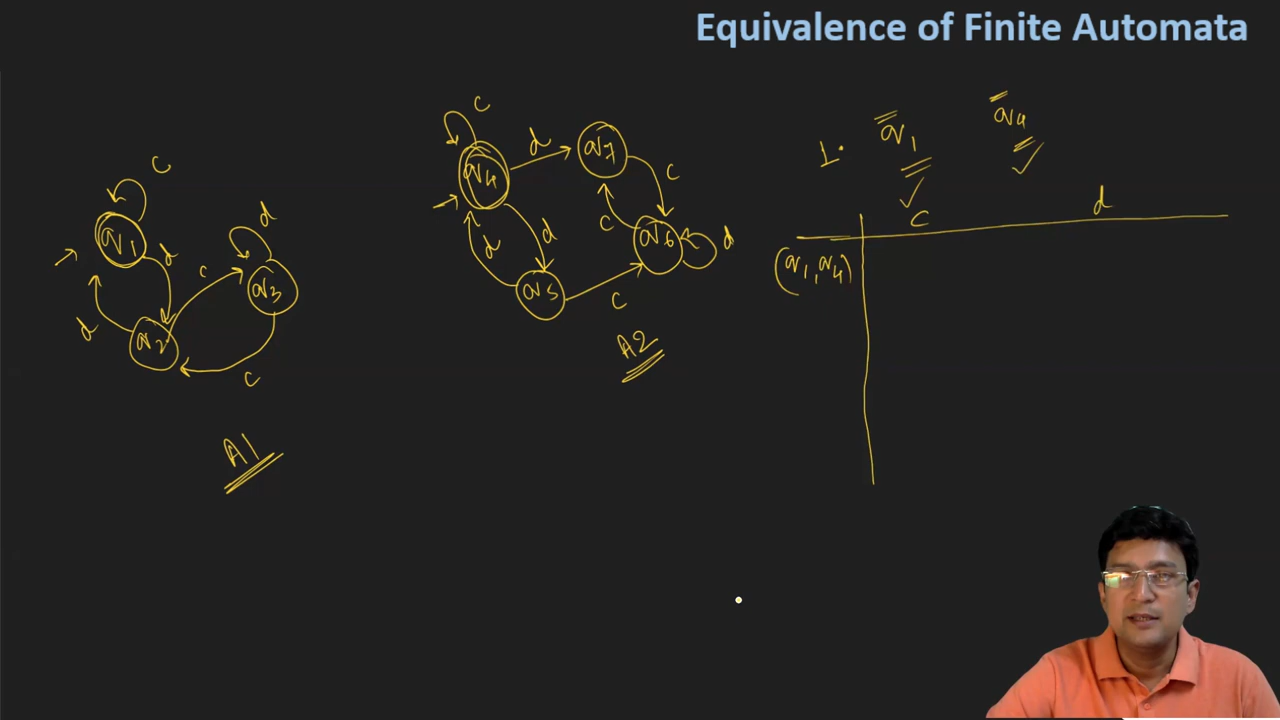 Equivalence of Finite Automata
c
q1
d
c
d
q3
d
q2
c
A1
c
q4
d
q7
c
d
d
c
q6
d
q5
c
A2
1. q1 q4
c d
(q1, q4)